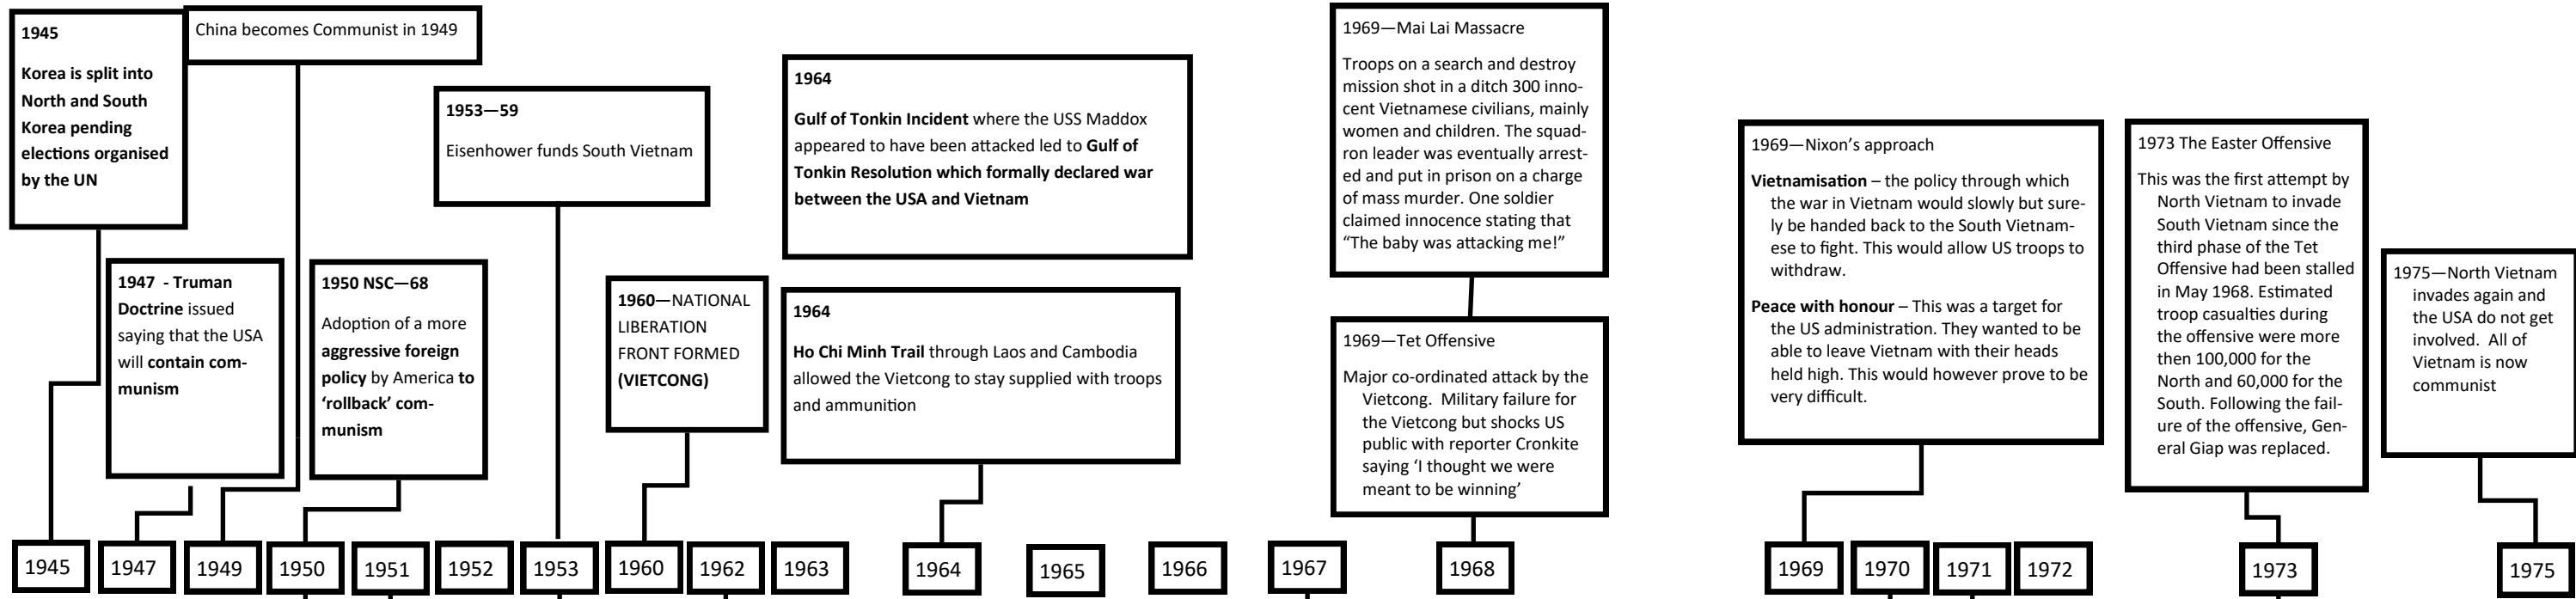 1945
Korea is split into
North and South
Korea pending
elections organised
by the UN
China becomes Communist in 1949
1947  - Truman
Doctrine issued
saying that the USA
will contain com-
munism
1950 NSC—68
Adoption of a more
aggressive foreign
policy by America to
‘rollback’ com-
munism
1953—59
Eisenhower funds South Vietnam
1960—NATIONAL
LIBERATION
FRONT FORMED
(VIETCONG)
1964
Gulf of Tonkin Incident where the USS Maddox
appeared to have been attacked led to Gulf of
Tonkin Resolution which formally declared war
between the USA and Vietnam
1964
Ho Chi Minh Trail through Laos and Cambodia
allowed the Vietcong to stay supplied with troops
and ammunition
1969—Mai Lai Massacre
Troops on a search and destroy
mission shot in a ditch 300 inno-
cent Vietnamese civilians, mainly
women and children. The squad-
ron leader was eventually arrest-
ed and put in prison on a charge
of mass murder. One soldier
claimed innocence stating that
“The baby was attacking me!”
1969—Tet Offensive
Major co-ordinated attack by the
Vietcong.  Military failure for
the Vietcong but shocks US
public with reporter Cronkite
saying ‘I thought we were
meant to be winning’
1969—Nixon’s approach
Vietnamisation – the policy through which
the war in Vietnam would slowly but sure-
ly be handed back to the South Vietnam-
ese to fight. This would allow US troops to
withdraw.
Peace with honour – This was a target for
the US administration. They wanted to be
able to leave Vietnam with their heads
held high. This would however prove to be
very difficult.
1973 The Easter Offensive
This was the first attempt by
North Vietnam to invade
South Vietnam since the
third phase of the Tet
Offensive had been stalled
in May 1968. Estimated
troop casualties during
the offensive were more
then 100,000 for the
North and 60,000 for the
South. Following the fail-
ure of the offensive, Gen-
eral Giap was replaced.
1975—North Vietnam
invades again and
the USA do not get
involved.  All of
Vietnam is now
communist
1945
1947
1949
1950
1951
1952
1953
1960
1962
1963
1964
1965
1966
1967
1968
1969
1970
1971
1972
1973
1975